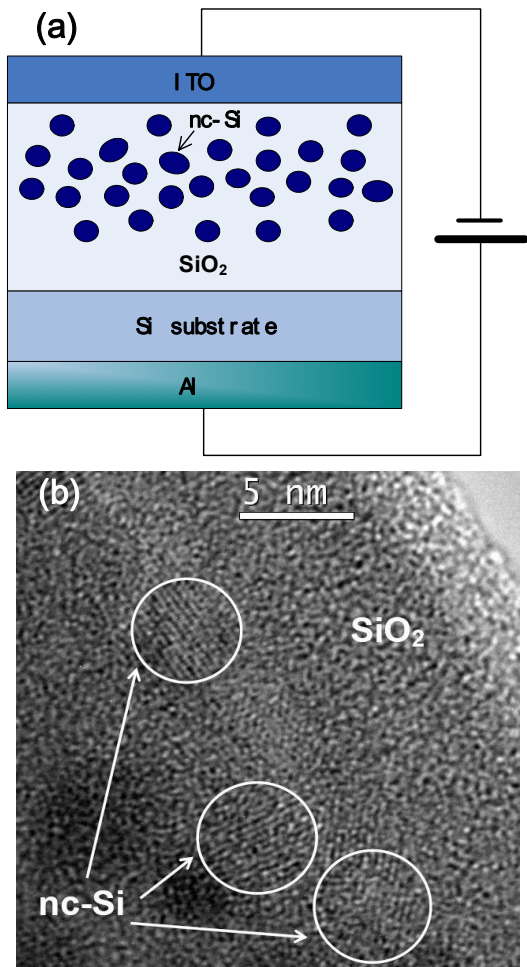 (a)
ITO
nc-Si
SiO₂
Si substrate
Al
(b)
5 nm
SiO₂
nc-Si